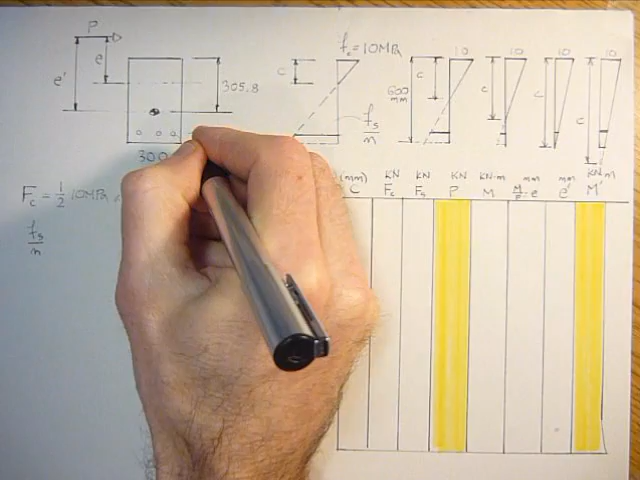 P
e
e'
305.8
300
c
f_c = 10MPa
f_s/n
600 mm
c
10
c
10
c
10
c
10
F_c = 1/2 10MPa
f_s/n
(mm) KN KN KN KN·m mm mm KN·m
C F_c F_s P M M/P=e e' M'